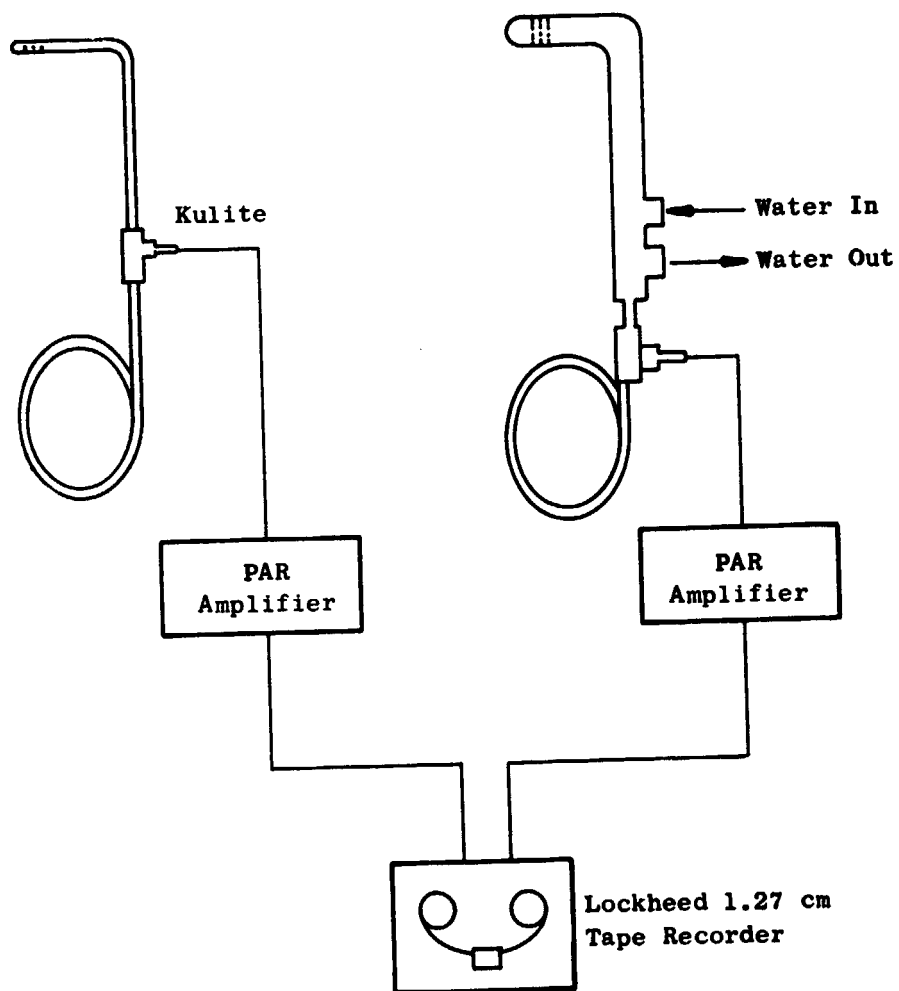 Kulite
Water In
Water Out
PAR
Amplifier
PAR
Amplifier
Lockheed 1.27 cm
Tape Recorder